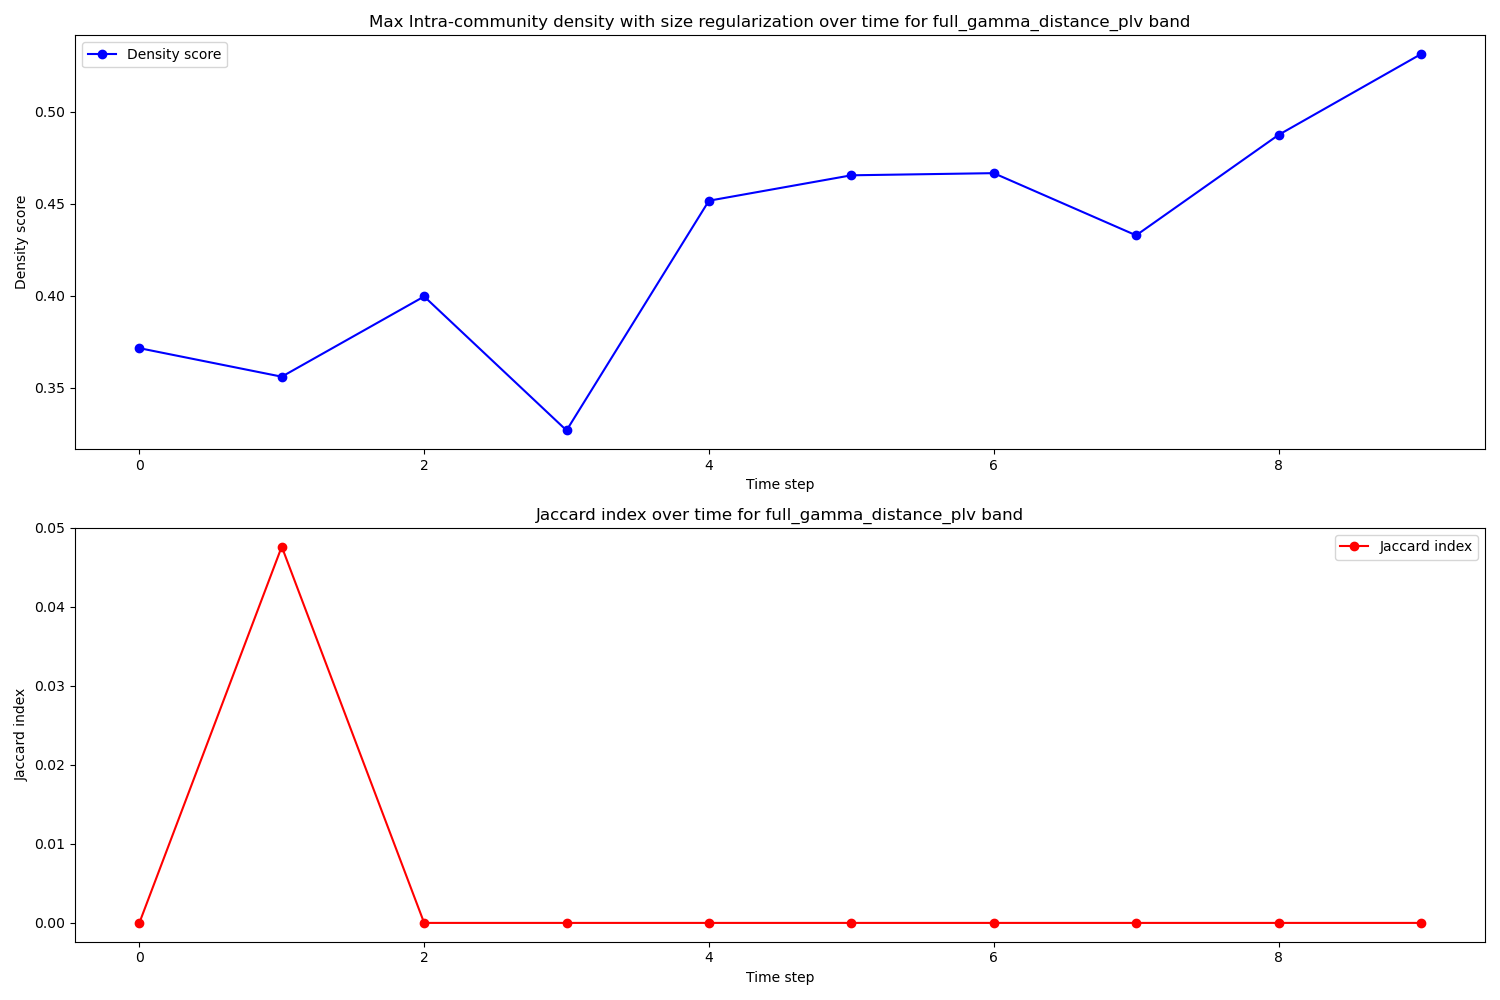 Max Intra-community density with size regularization over time for full_gamma_distance_plv band
Density score
0.50
0.45
0.40
0.35
Density score
0 2 4 6 8
Time step
Jaccard index over time for full_gamma_distance_plv band
Jaccard index
0.05
0.04
0.03
0.02
0.01
0.00
Jaccard index
0 2 4 6 8
Time step